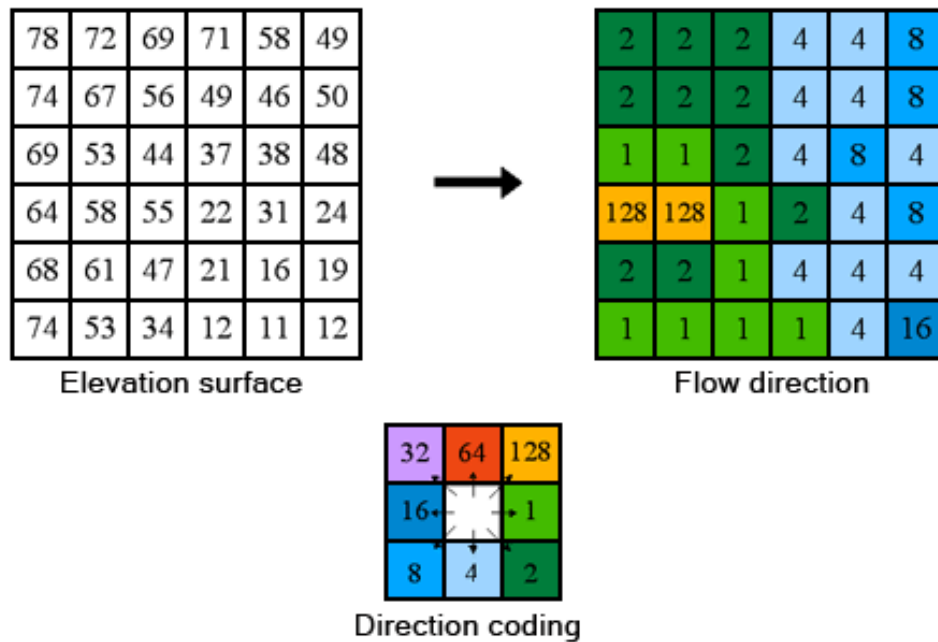 78 72 69 71 58 49
74 67 56 49 46 50
69 53 44 37 38 48
64 58 55 22 31 24
68 61 47 21 16 19
74 53 34 12 11 12
Elevation surface
2 2 2 4 4 8
2 2 2 4 4 8
1 1 2 4 8 4
128 128 1 2 4 8
2 2 1 4 4 4
1 1 1 1 4 16
Flow direction
32 64 128
16 1
8 4 2
Direction coding